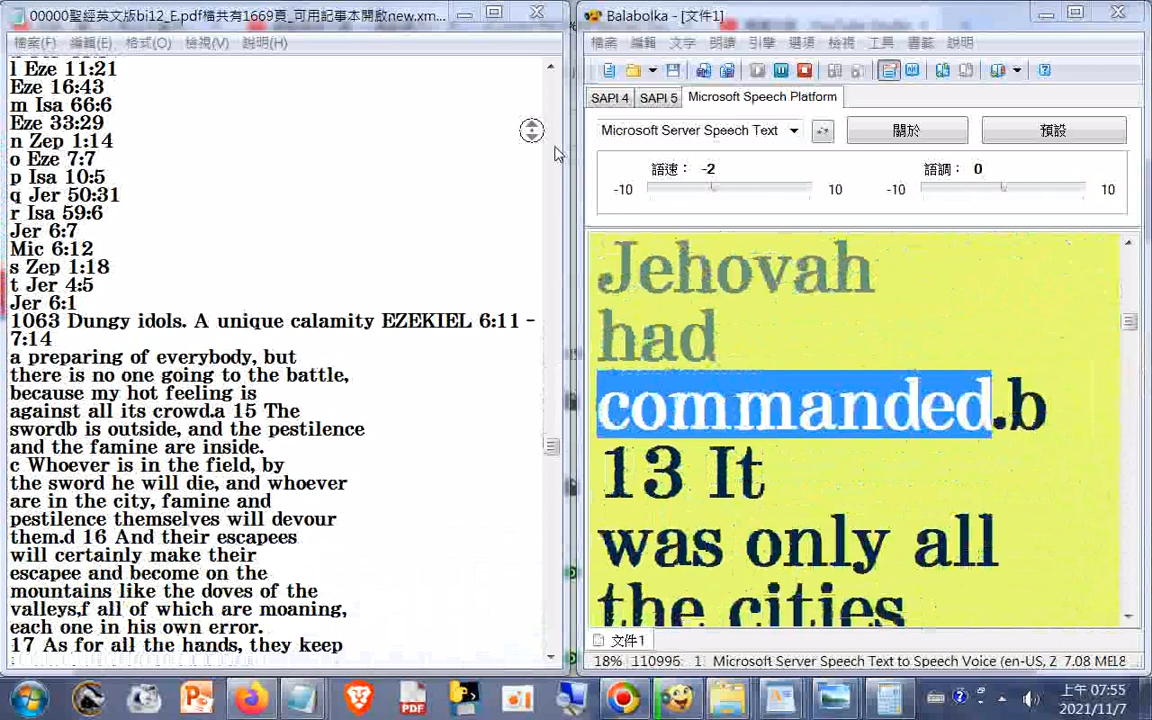 00000聖經英文版bi12_E.pdf檔共有1669頁_可用記事本開啟new.xm...
檔案(F) 編輯(E) 格式(O) 檢視(V) 說明(H)
l Eze 11:21
Eze 16:43
m Isa 66:6
Eze 33:29
n Zep 1:14
o Eze 7:7
p Isa 10:5
q Jer 50:31
r Isa 59:6
Jer 6:7
Mic 6:12
s Zep 1:18
t Jer 4:5
Jer 6:1
1063 Dungy idols. A unique calamity EZEKIEL 6:11 -
7:14
a preparing of everybody, but
there is no one going to the battle,
because my hot feeling is
against all its crowd.a 15 The
swordb is outside, and the pestilence
and the famine are inside.
c Whoever is in the field, by
the sword he will die, and whoever
are in the city, famine and
pestilence themselves will devour
them.d 16 And their escapees
will certainly make their
escapee and become on the
mountains like the doves of the
valleys,f all of which are moaning,
each one in his own error.
17 As for all the hands, they keep
Balabolka - [文件1]
檔案 編輯 文字 朗讀 引擎 選項 檢視 工具 書籤 說明
SAPI 4 SAPI 5 Microsoft Speech Platform
Microsoft Server Speech Text 關於 預設
語速： -2 語調： 0
-10 10 -10 10
Jehovah
had
commanded.b
13 It
was only all
the cities
文件1
18% 110995: 1 Microsoft Server Speech Text to Speech Voice (en-US, Z 7.08 MEL8
上午 07:55
2021/11/7